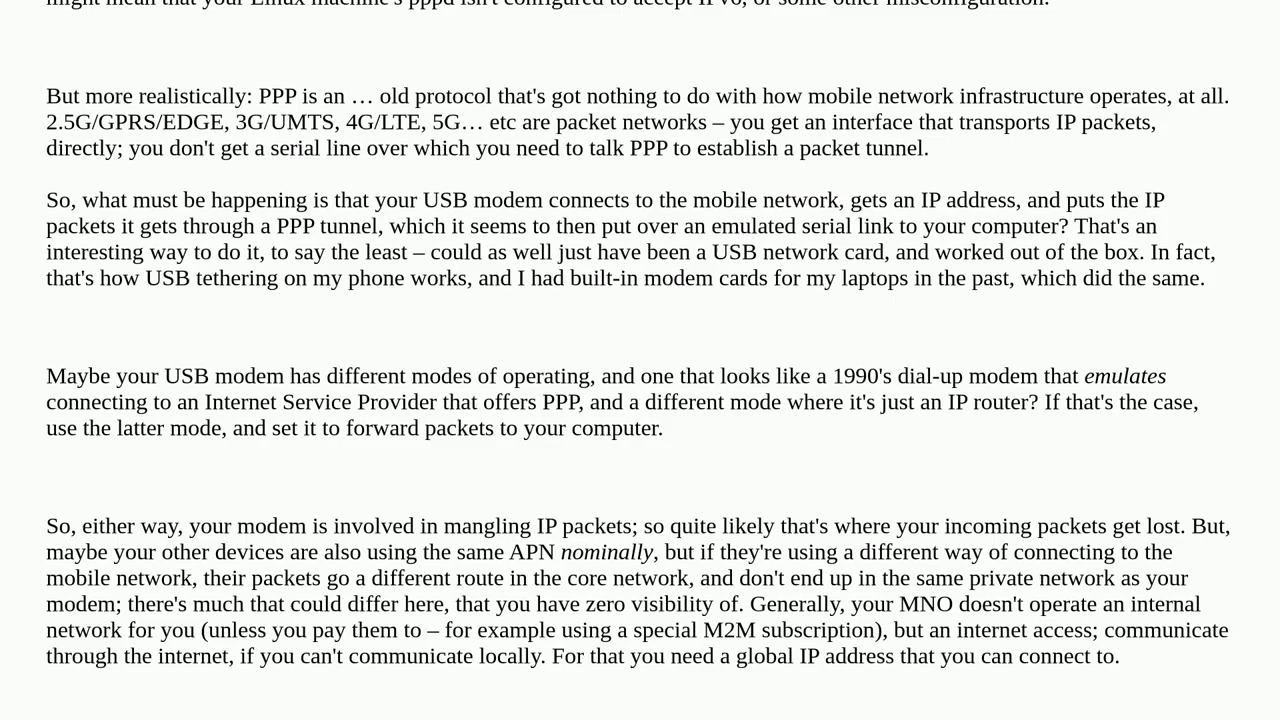 might mean that your Linux machine's pppd isn't configured to accept IPv6, or some other misconfiguration.
But more realistically: PPP is an … old protocol that's got nothing to do with how mobile network infrastructure operates, at all.
2.5G/GPRS/EDGE, 3G/UMTS, 4G/LTE, 5G… etc are packet networks – you get an interface that transports IP packets,
directly; you don't get a serial line over which you need to talk PPP to establish a packet tunnel.
So, what must be happening is that your USB modem connects to the mobile network, gets an IP address, and puts the IP
packets it gets through a PPP tunnel, which it seems to then put over an emulated serial link to your computer? That's an
interesting way to do it, to say the least – could as well just have been a USB network card, and worked out of the box. In fact,
that's how USB tethering on my phone works, and I had built-in modem cards for my laptops in the past, which did the same.
Maybe your USB modem has different modes of operating, and one that looks like a 1990's dial-up modem that emulates
connecting to an Internet Service Provider that offers PPP, and a different mode where it's just an IP router? If that's the case,
use the latter mode, and set it to forward packets to your computer.
So, either way, your modem is involved in mangling IP packets; so quite likely that's where your incoming packets get lost. But,
maybe your other devices are also using the same APN nominally, but if they're using a different way of connecting to the
mobile network, their packets go a different route in the core network, and don't end up in the same private network as your
modem; there's much that could differ here, that you have zero visibility of. Generally, your MNO doesn't operate an internal
network for you (unless you pay them to – for example using a special M2M subscription), but an internet access; communicate
through the internet, if you can't communicate locally. For that you need a global IP address that you can connect to.